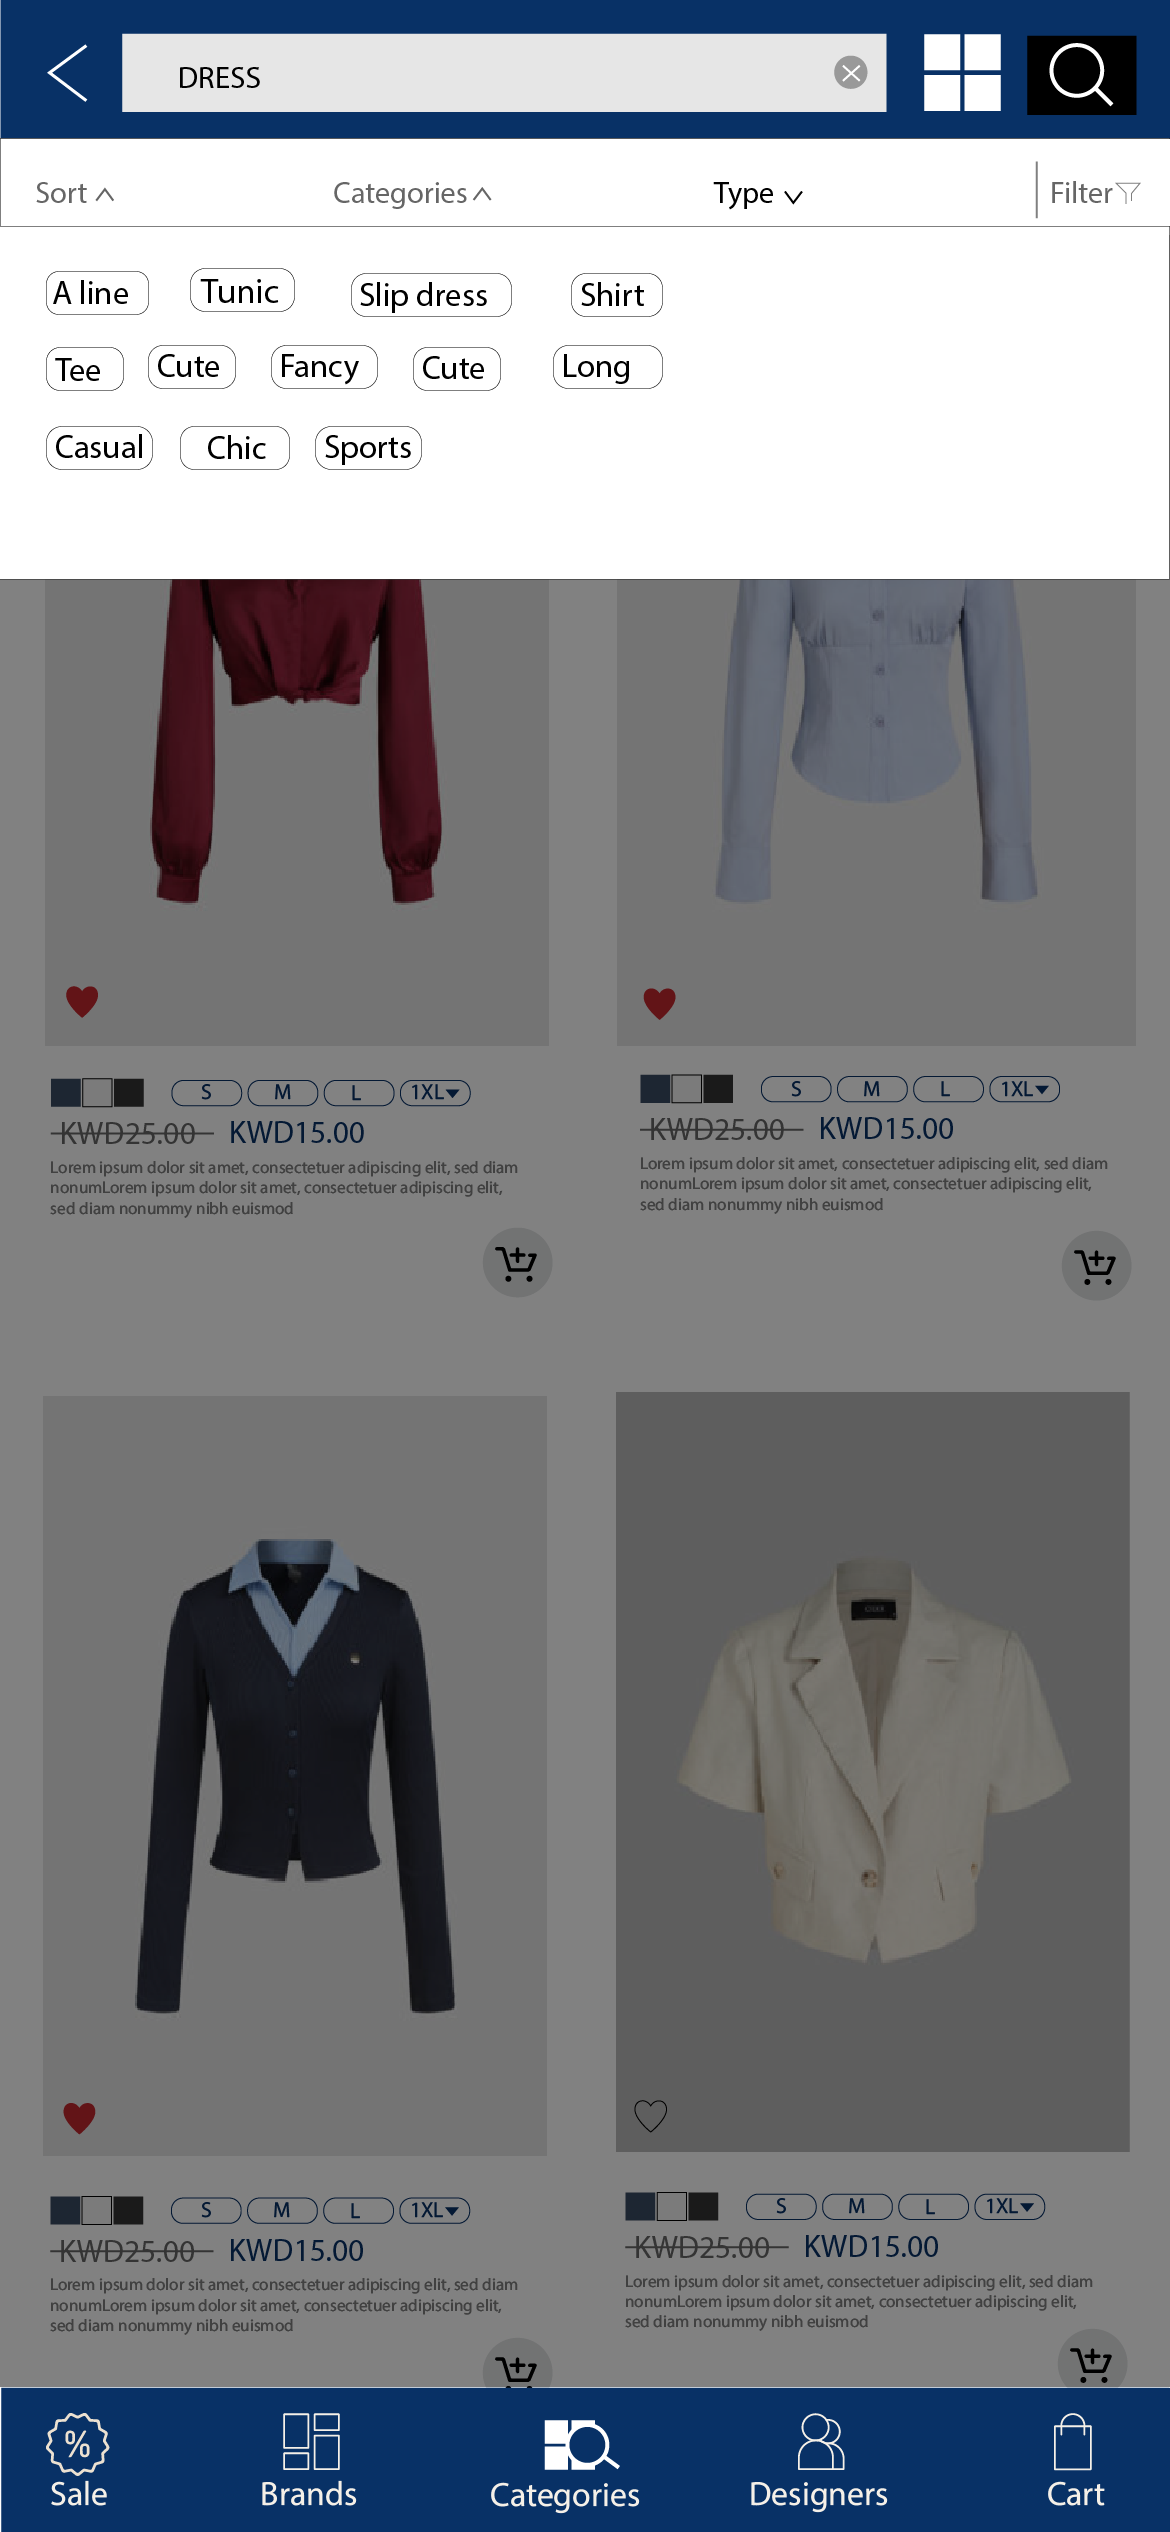 DRESS
Sort Categories Type Filter
A line Tunic Slip dress Shirt
Tee Cute Fancy Cute Long
Casual Chic Sports
S M L 1XL S M L 1XL
KWD25.00 KWD15.00 KWD25.00 KWD15.00
Lorem ipsum dolor sit amet, consectetuer adipiscing elit, sed diam
nonumLorem ipsum dolor sit amet, consectetuer adipiscing elit,
sed diam nonummy nibh euismod
Lorem ipsum dolor sit amet, consectetuer adipiscing elit, sed diam
nonumLorem ipsum dolor sit amet, consectetuer adipiscing elit,
sed diam nonummy nibh euismod
S M L 1XL S M L 1XL
KWD25.00 KWD15.00 KWD25.00 KWD15.00
Lorem ipsum dolor sit amet, consectetuer adipiscing elit, sed diam
nonumLorem ipsum dolor sit amet, consectetuer adipiscing elit,
sed diam nonummy nibh euismod
Lorem ipsum dolor sit amet, consectetuer adipiscing elit, sed diam
nonumLorem ipsum dolor sit amet, consectetuer adipiscing elit,
sed diam nonummy nibh euismod
% Sale Brands Categories Designers Cart